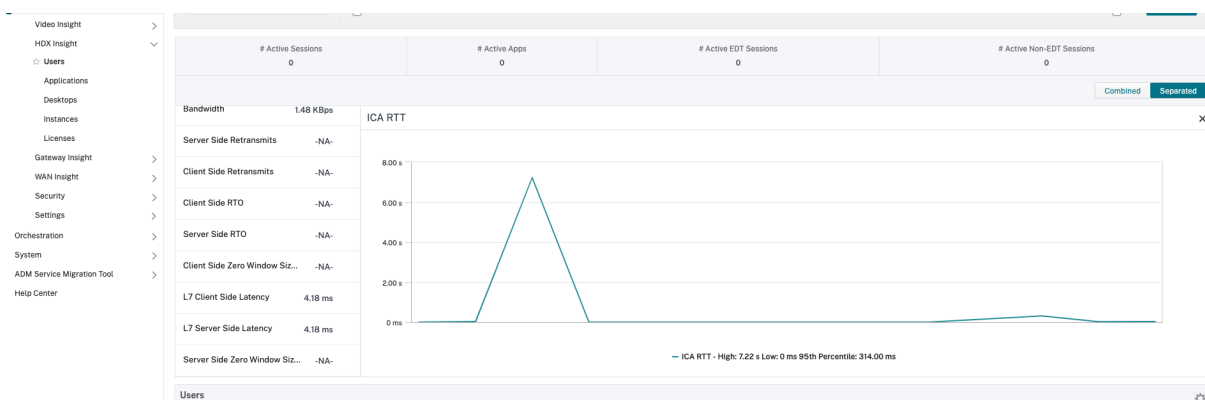 Video Insight
HDX Insight
Users
Applications
Desktops
Instances
Licenses
Gateway Insight
WAN Insight
Security
Settings
Orchestration
System
ADM Service Migration Tool
Help Center
# Active Sessions
0
# Active Apps
0
# Active EDT Sessions
0
# Active Non-EDT Sessions
0
Combined Separated
Bandwidth 1.48 KBps
Server Side Retransmits -NA-
Client Side Retransmits -NA-
Client Side RTO -NA-
Server Side RTO -NA-
Client Side Zero Window Siz... -NA-
L7 Client Side Latency 4.18 ms
L7 Server Side Latency 4.18 ms
Server Side Zero Window Siz... -NA-
ICA RTT
8.00 s
6.00 s
4.00 s
2.00 s
0 ms
ICA RTT - High: 7.22 s Low: 0 ms 95th Percentile: 314.00 ms
Users